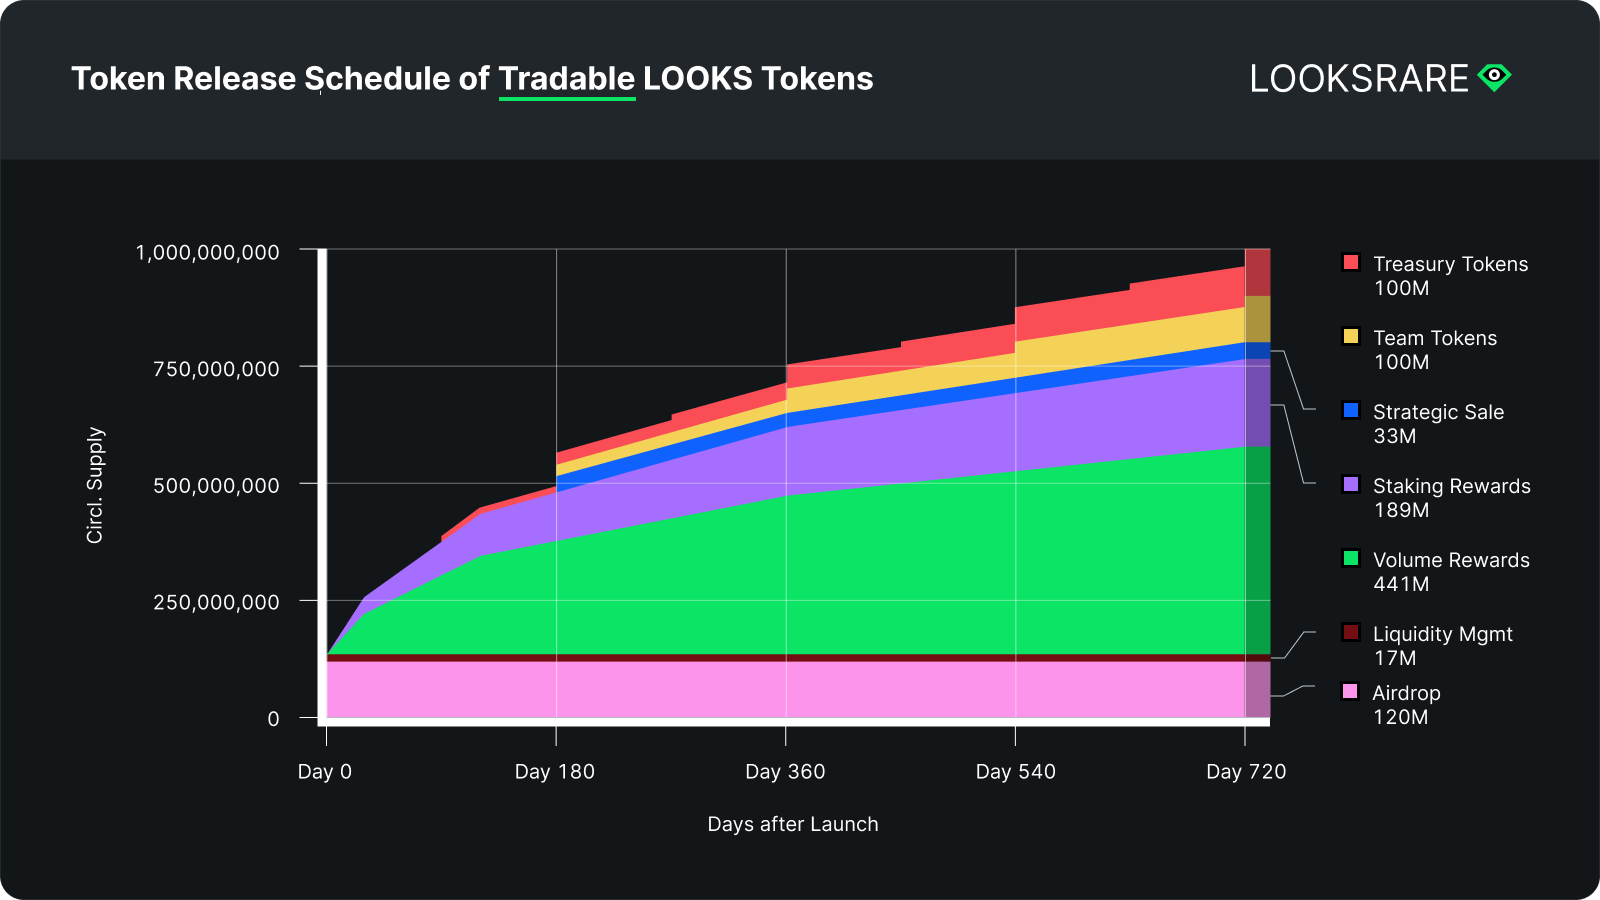 Token Release Schedule of Tradable LOOKS Tokens
LOOKSRARE
1,000,000,000
750,000,000
500,000,000
250,000,000
0
Circl. Supply
Day 0
Day 180
Day 360
Day 540
Day 720
Days after Launch
Treasury Tokens
100M
Team Tokens
100M
Strategic Sale
33M
Staking Rewards
189M
Volume Rewards
441M
Liquidity Mgmt
17M
Airdrop
120M